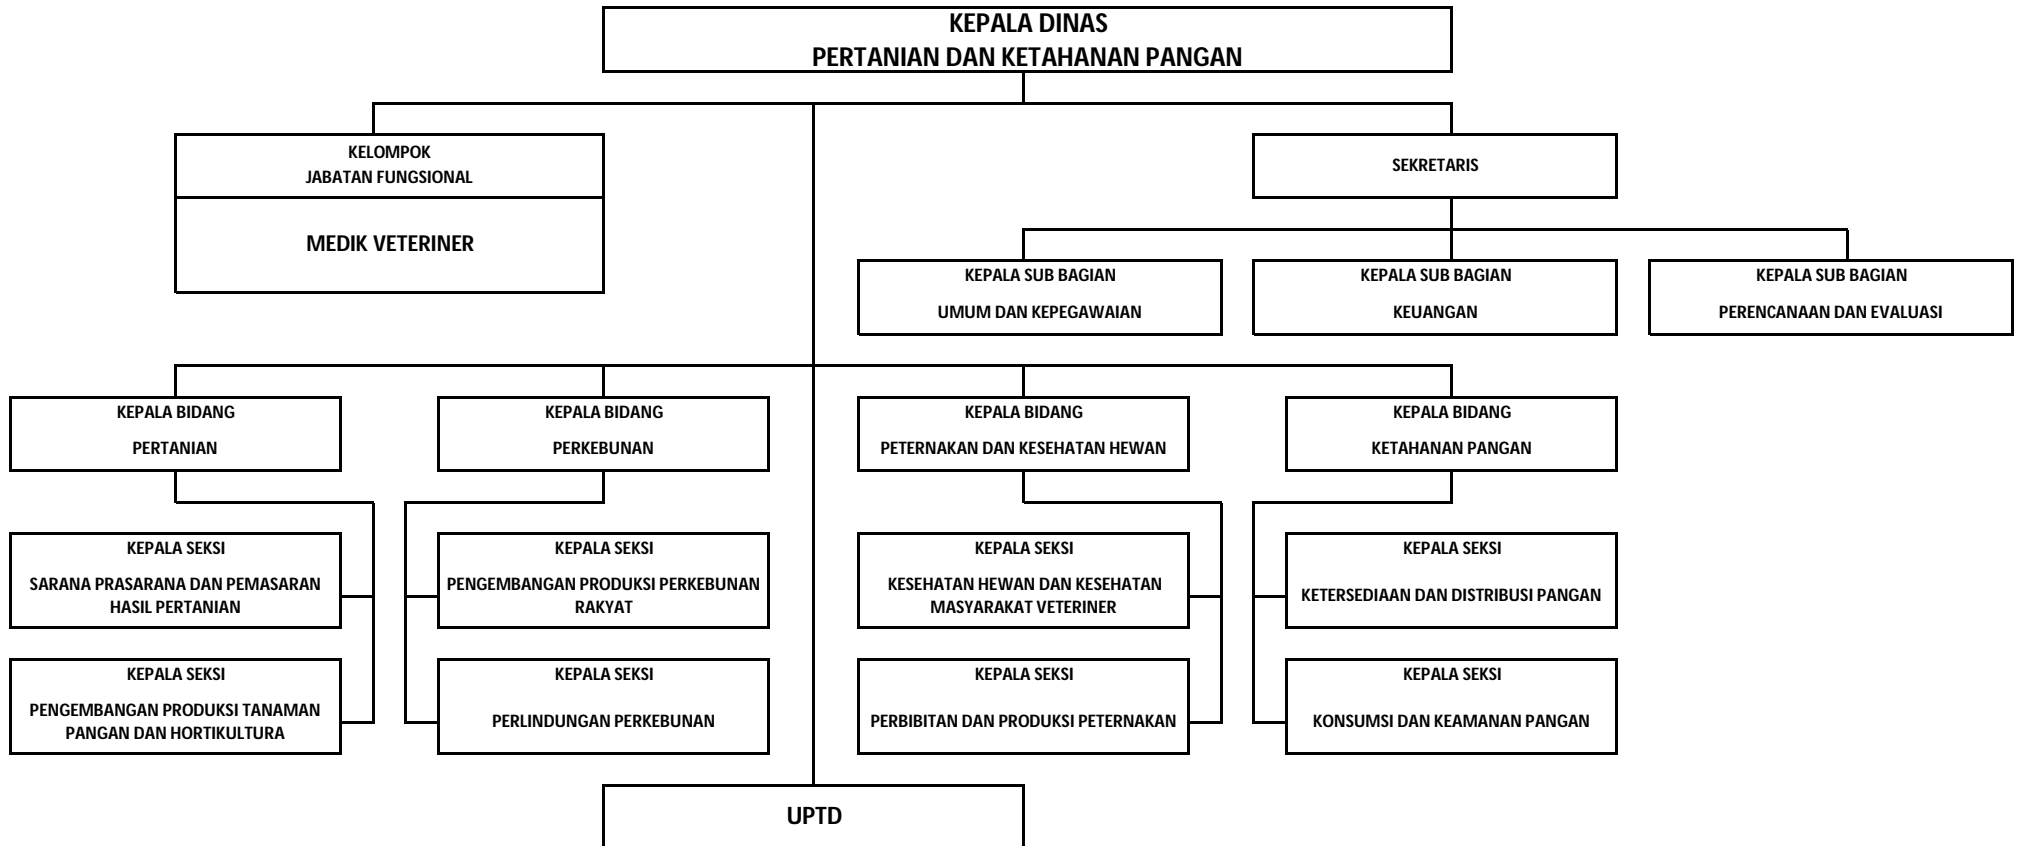 KEPALA DINAS
PERTANIAN DAN KETAHANAN PANGAN
KELOMPOK
JABATAN FUNGSIONAL
MEDIK VETERINER
SEKRETARIS
KEPALA SUB BAGIAN
UMUM DAN KEPEGAWAIAN
KEPALA SUB BAGIAN
KEUANGAN
KEPALA SUB BAGIAN
PERENCANAAN DAN EVALUASI
KEPALA BIDANG
PERTANIAN
KEPALA BIDANG
PERKEBUNAN
KEPALA BIDANG
PETERNAKAN DAN KESEHATAN HEWAN
KEPALA BIDANG
KETAHANAN PANGAN
KEPALA SEKSI
SARANA PRASARANA DAN PEMASARAN
HASIL PERTANIAN
KEPALA SEKSI
PENGEMBANGAN PRODUKSI PERKEBUNAN
RAKYAT
KEPALA SEKSI
KESEHATAN HEWAN DAN KESEHATAN
MASYARAKAT VETERINER
KEPALA SEKSI
KETERSEDIAAN DAN DISTRIBUSI PANGAN
KEPALA SEKSI
PENGEMBANGAN PRODUKSI TANAMAN
PANGAN DAN HORTIKULTURA
KEPALA SEKSI
PERLINDUNGAN PERKEBUNAN
KEPALA SEKSI
PERBIBITAN DAN PRODUKSI PETERNAKAN
KEPALA SEKSI
KONSUMSI DAN KEAMANAN PANGAN
UPTD